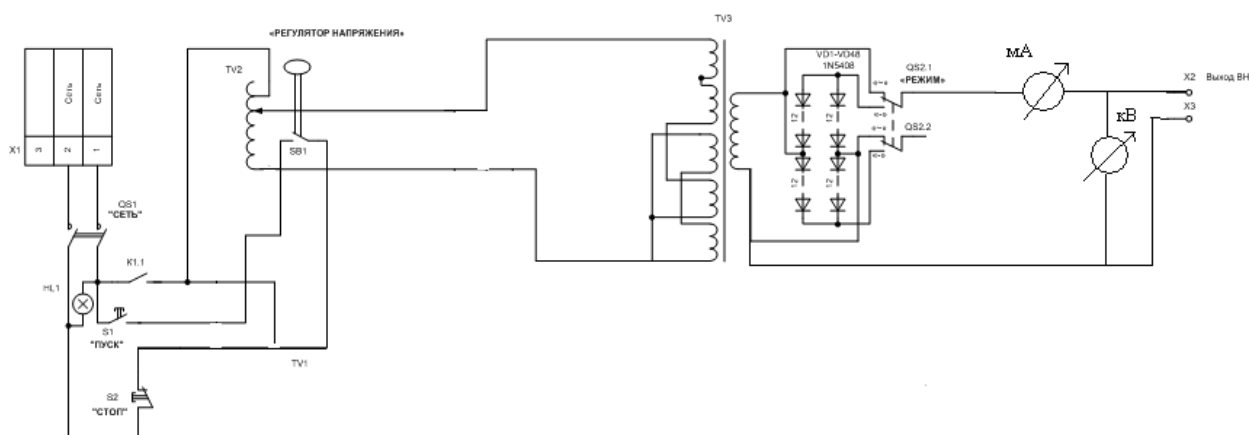 TV3
«РЕГУЛЯТОР НАПРЯЖЕНИЯ»
VD1-VD48
1N5408
мА
QS2.1
«РЕЖИМ»
X2 Выход ВН
X3
TV2
Сеть
Сеть
X1
3
2
1
12
12
12
12
кВ
QS2.2
SB1
QS1
"СЕТЬ"
K1.1
HL1
S1
"ПУСК"
TV1
S2
"СТОП"